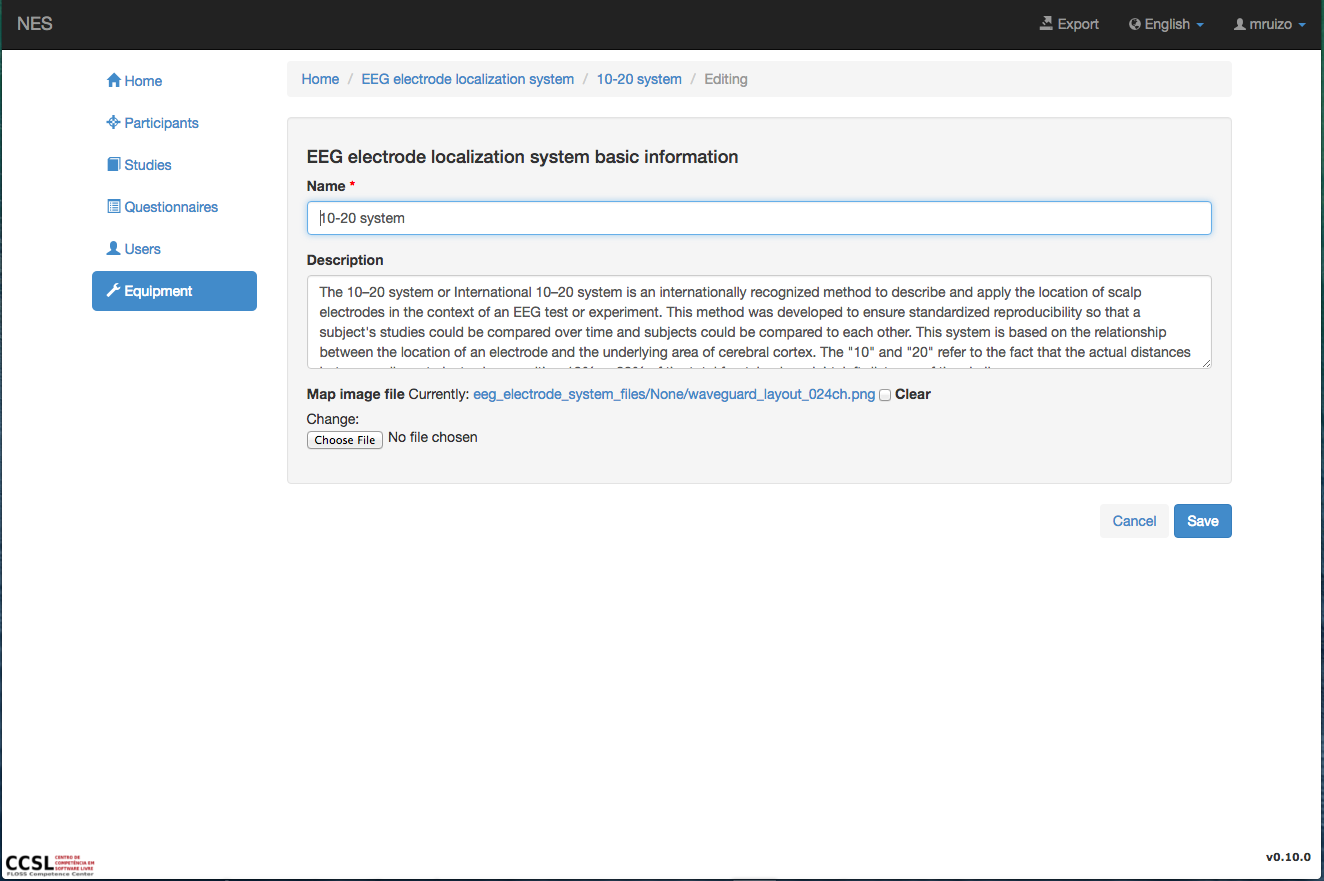 NES
Export
English
mruizo
Home
Participants
Studies
Questionnaires
Users
Equipment
Home / EEG electrode localization system / 10-20 system / Editing
EEG electrode localization system basic information
Name *
10-20 system
Description
The 10–20 system or International 10–20 system is an internationally recognized method to describe and apply the location of scalp
electrodes in the context of an EEG test or experiment. This method was developed to ensure standardized reproducibility so that a
subject's studies could be compared over time and subjects could be compared to each other. This system is based on the relationship
between the location of an electrode and the underlying area of cerebral cortex. The "10" and "20" refer to the fact that the actual distances
Map image file Currently: eeg_electrode_system_files/None/waveguard_layout_024ch.png Clear
Change:
Choose File No file chosen
Cancel
Save
CCSL
CENTRO DE
COMPETÊNCIA EM
SOFTWARE LIVRE
FLOSS Competence Center
v0.10.0